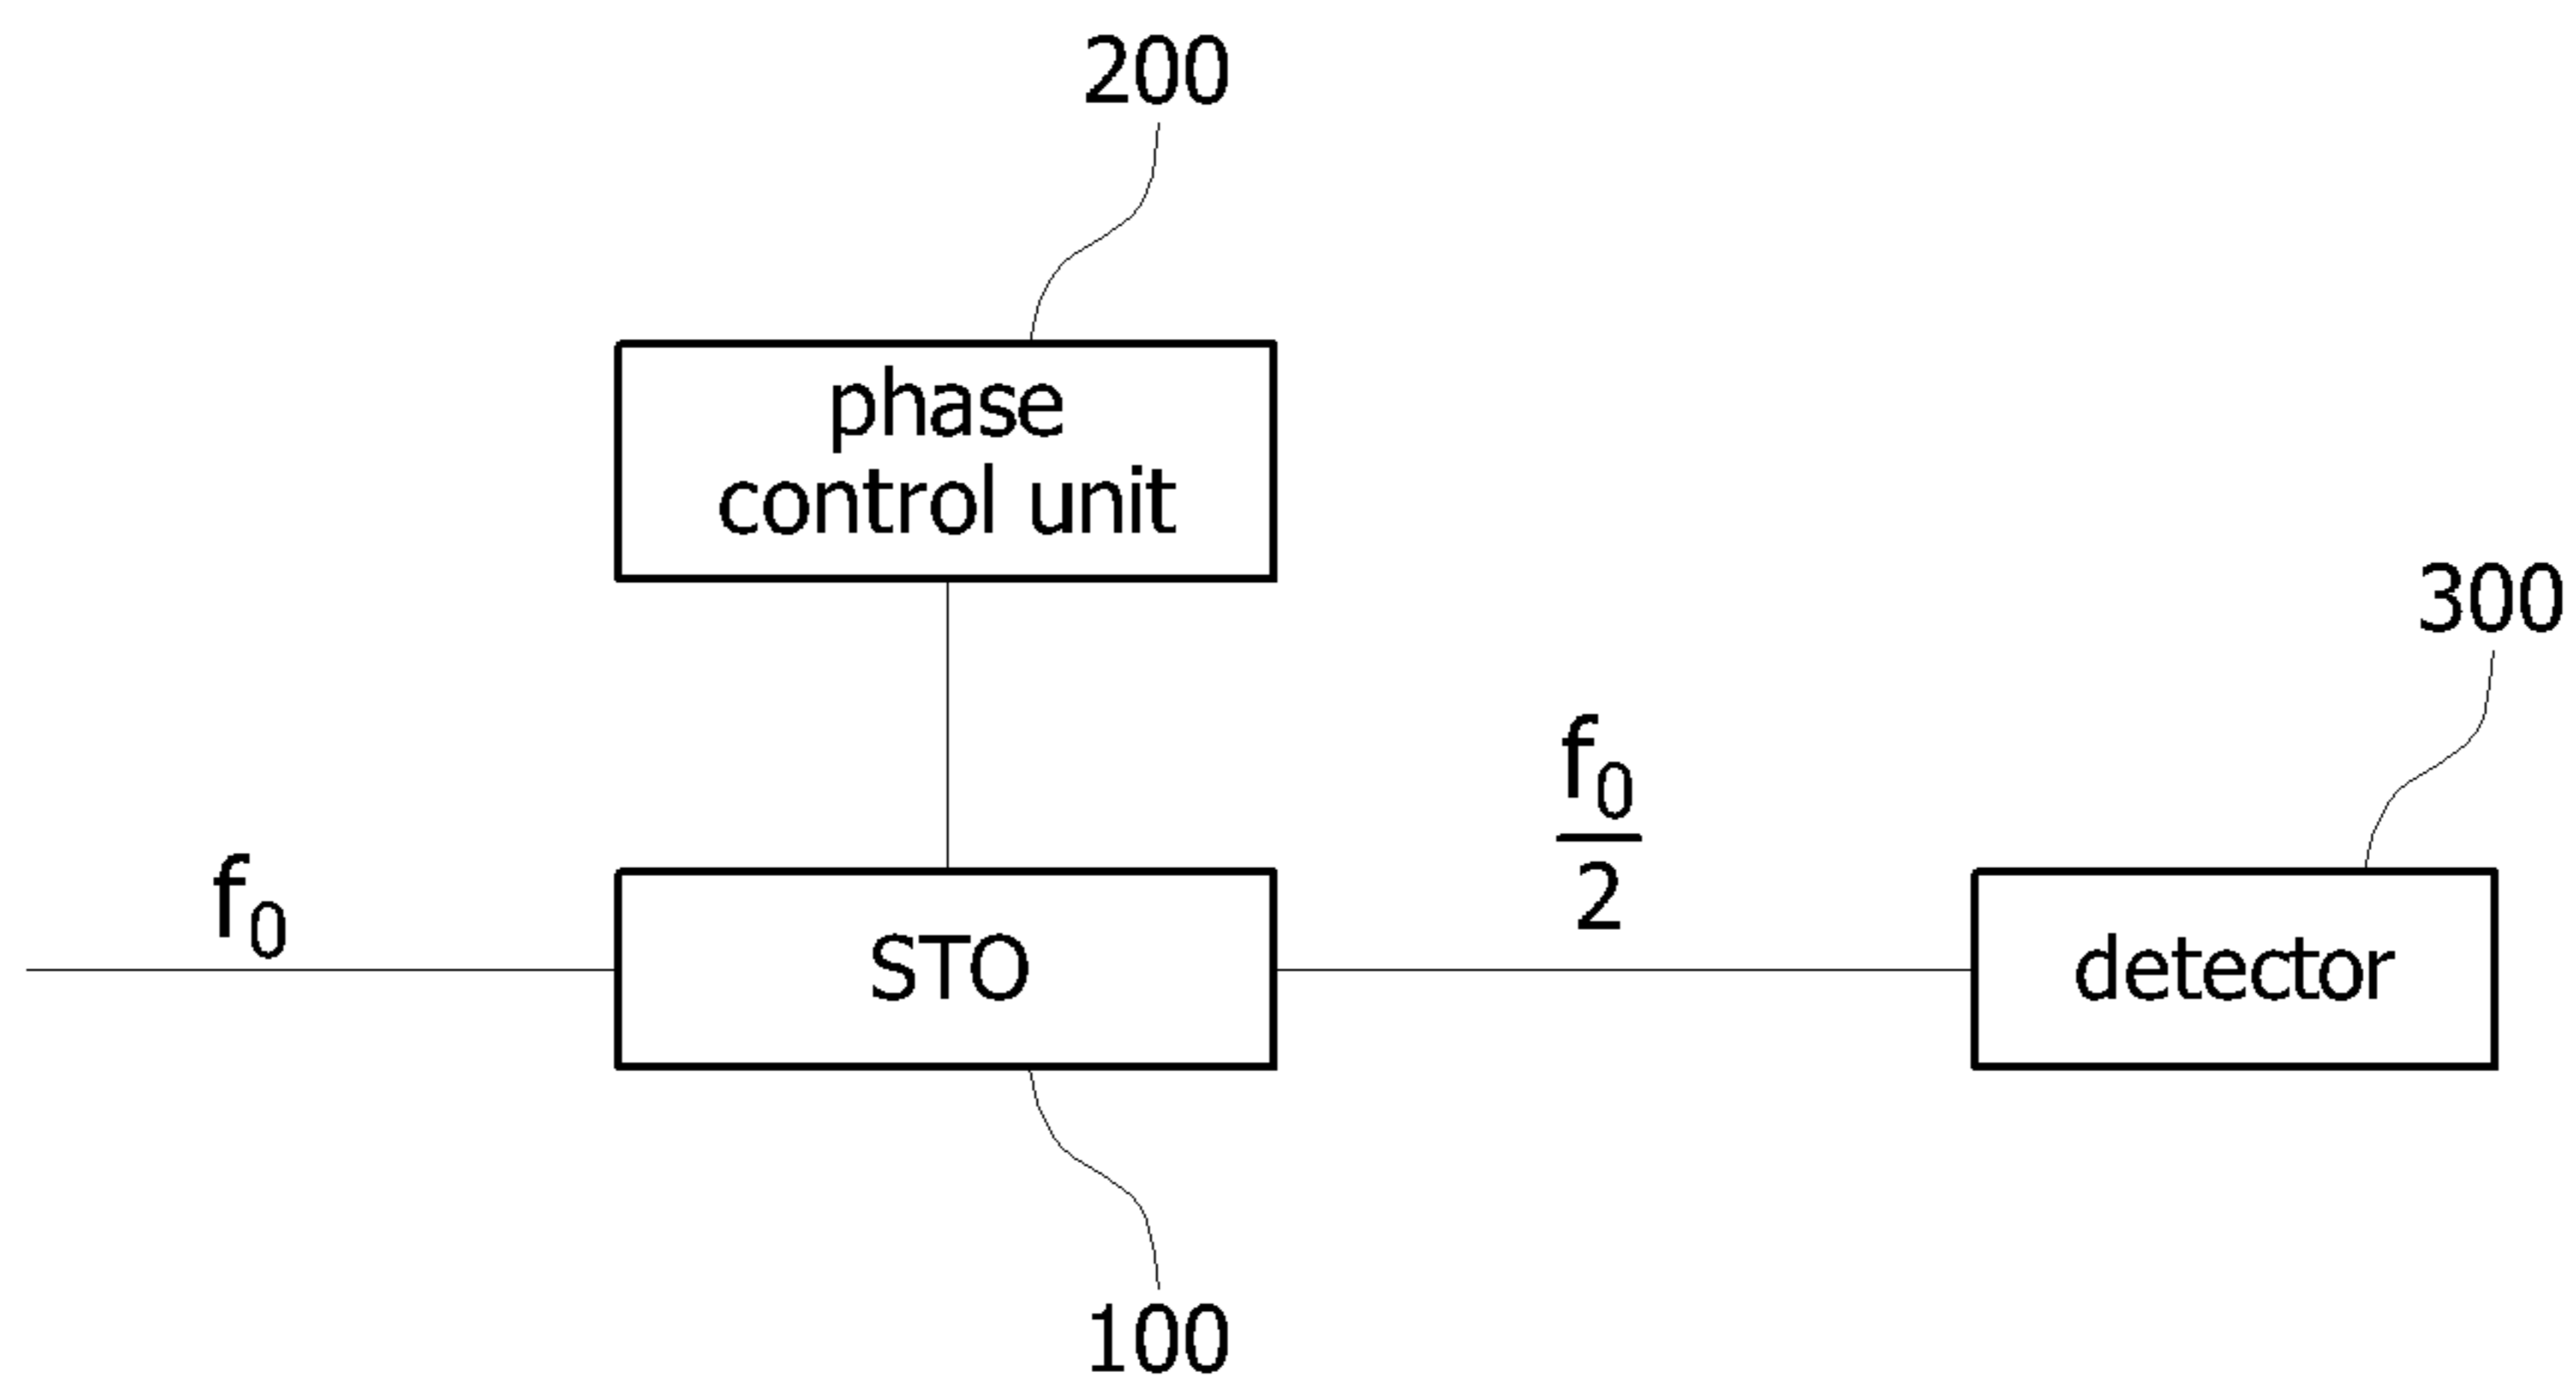 200
phase
control unit
300
f₀
f₀
2
STO
detector
100